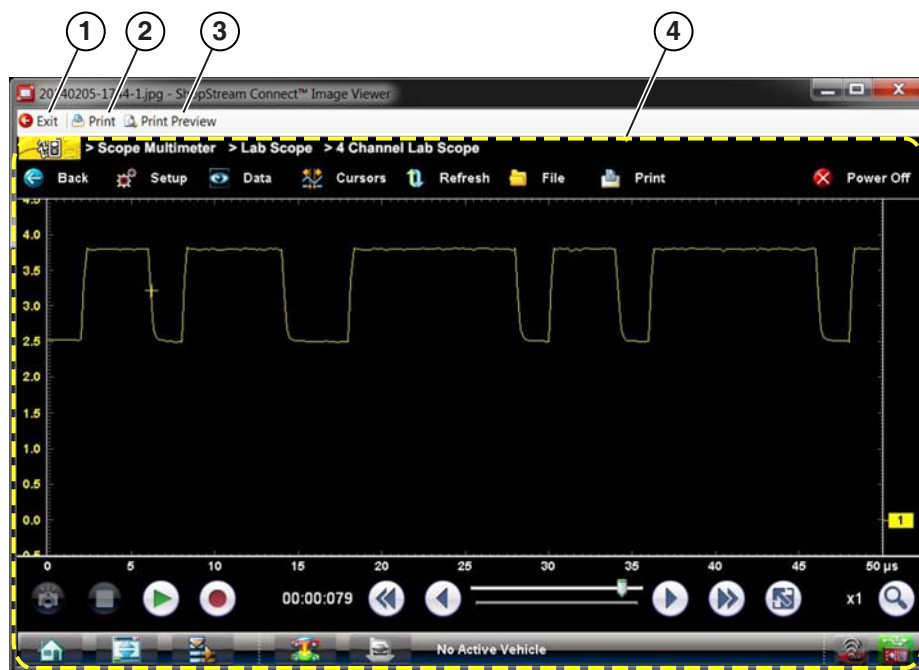 1 2 3 4
20140205-1754-1.jpg - ShopStream Connect™ Image Viewer
Exit Print Print Preview
> Scope Multimeter > Lab Scope > 4 Channel Lab Scope
Back Setup Data Cursors Refresh File Print Power Off
4.5
4.0
3.5
3.0
2.5
2.0
1.5
1.0
0.5
0.0 1
0 5 10 15 20 25 30 35 40 45 50 µs
00:00:079 x1
No Active Vehicle